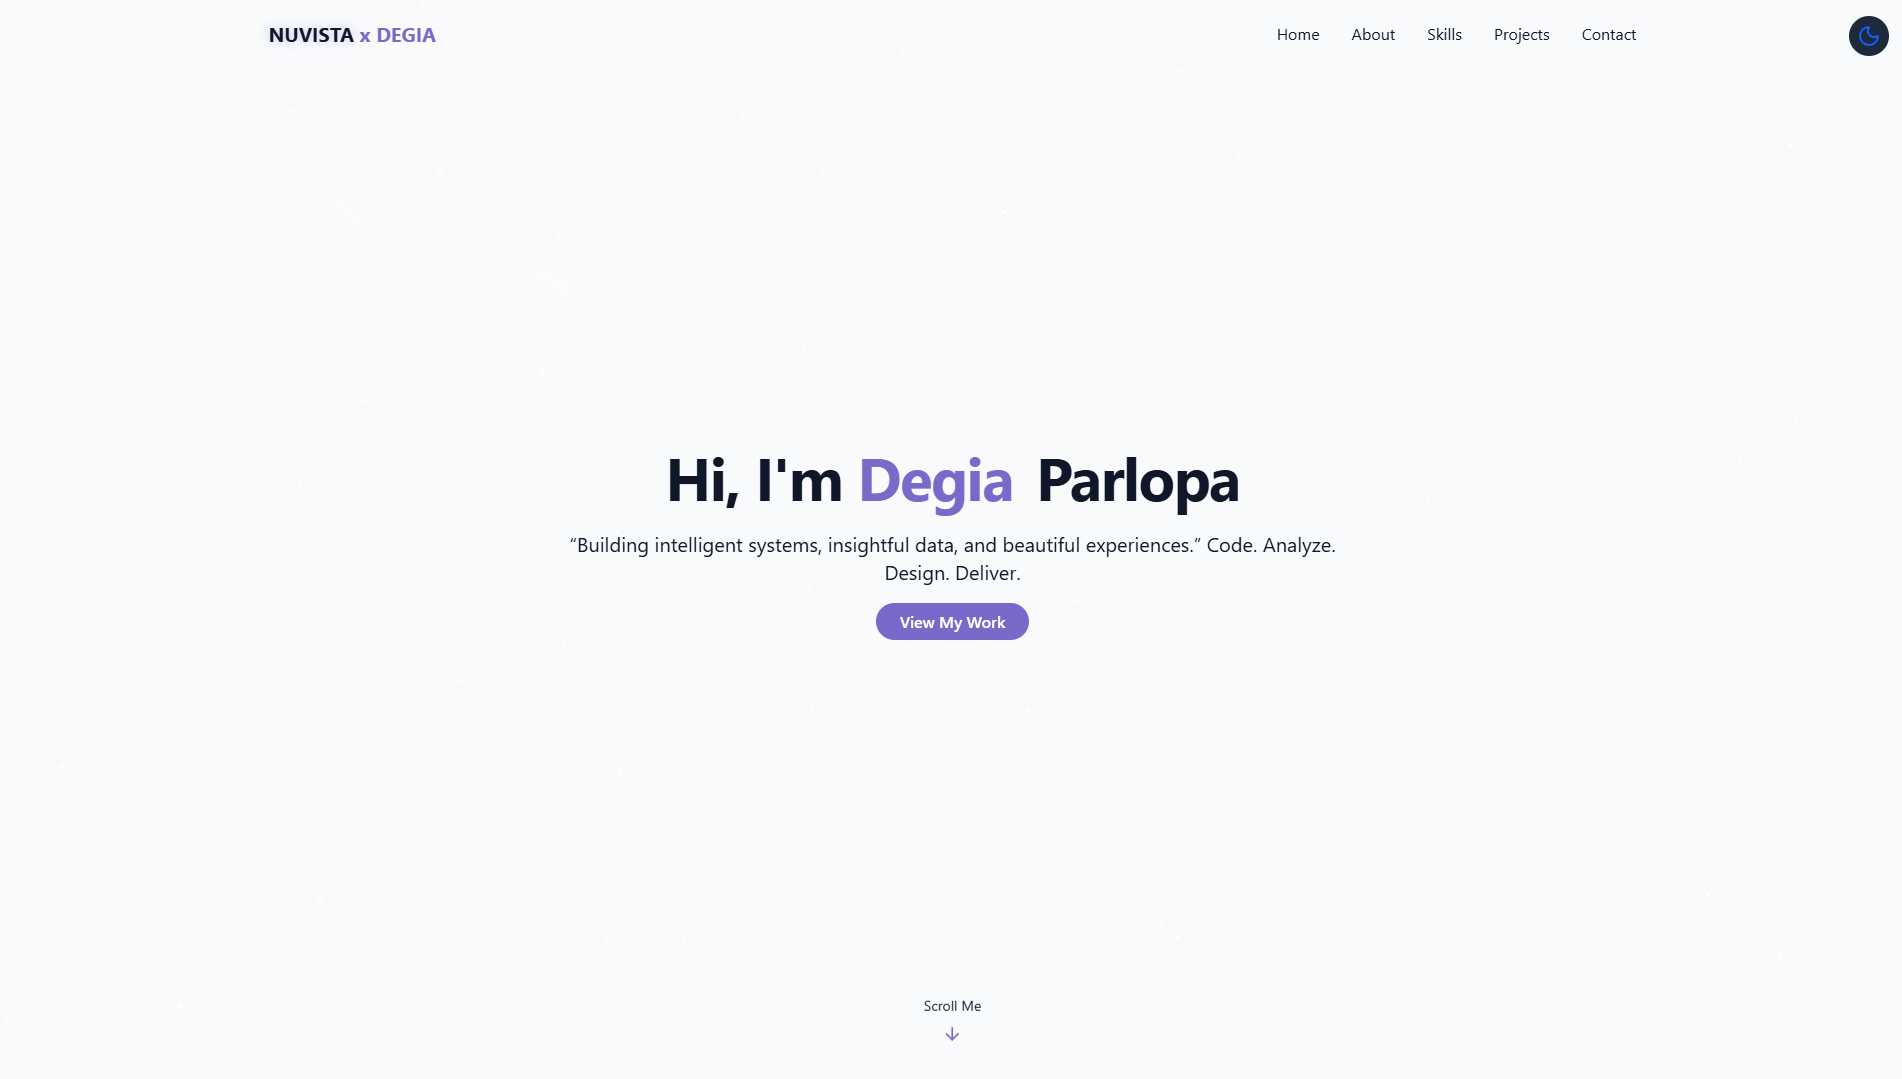 NUVISTA x DEGIA
Home About Skills Projects Contact
Hi, I'm Degia Parlopa
“Building intelligent systems, insightful data, and beautiful experiences.” Code. Analyze.
Design. Deliver.
View My Work
Scroll Me